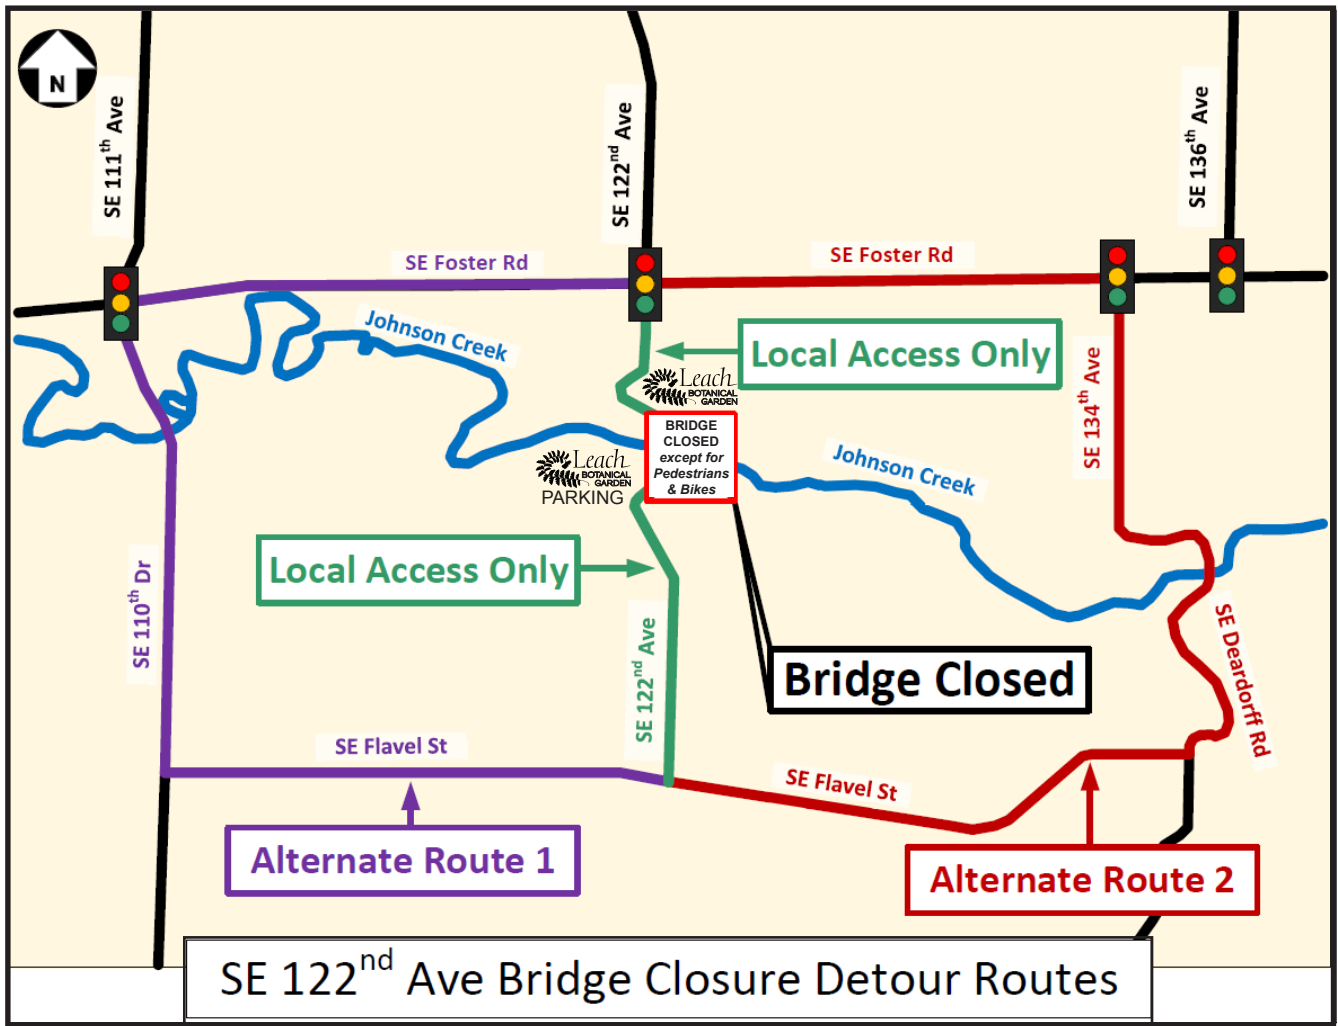 N
SE 111th Ave
SE 122nd Ave
SE 136th Ave
SE Foster Rd
SE Foster Rd
Johnson Creek
Local Access Only
Leach
BOTANICAL
GARDEN
SE 134th Ave
BRIDGE
CLOSED
except for
Pedestrians
& Bikes
Leach
BOTANICAL
GARDEN
PARKING
Johnson Creek
Local Access Only
SE 110th Dr
SE 122nd Ave
SE Deardorff Rd
Bridge Closed
SE Flavel St
SE Flavel St
Alternate Route 1
Alternate Route 2
SE 122nd Ave Bridge Closure Detour Routes